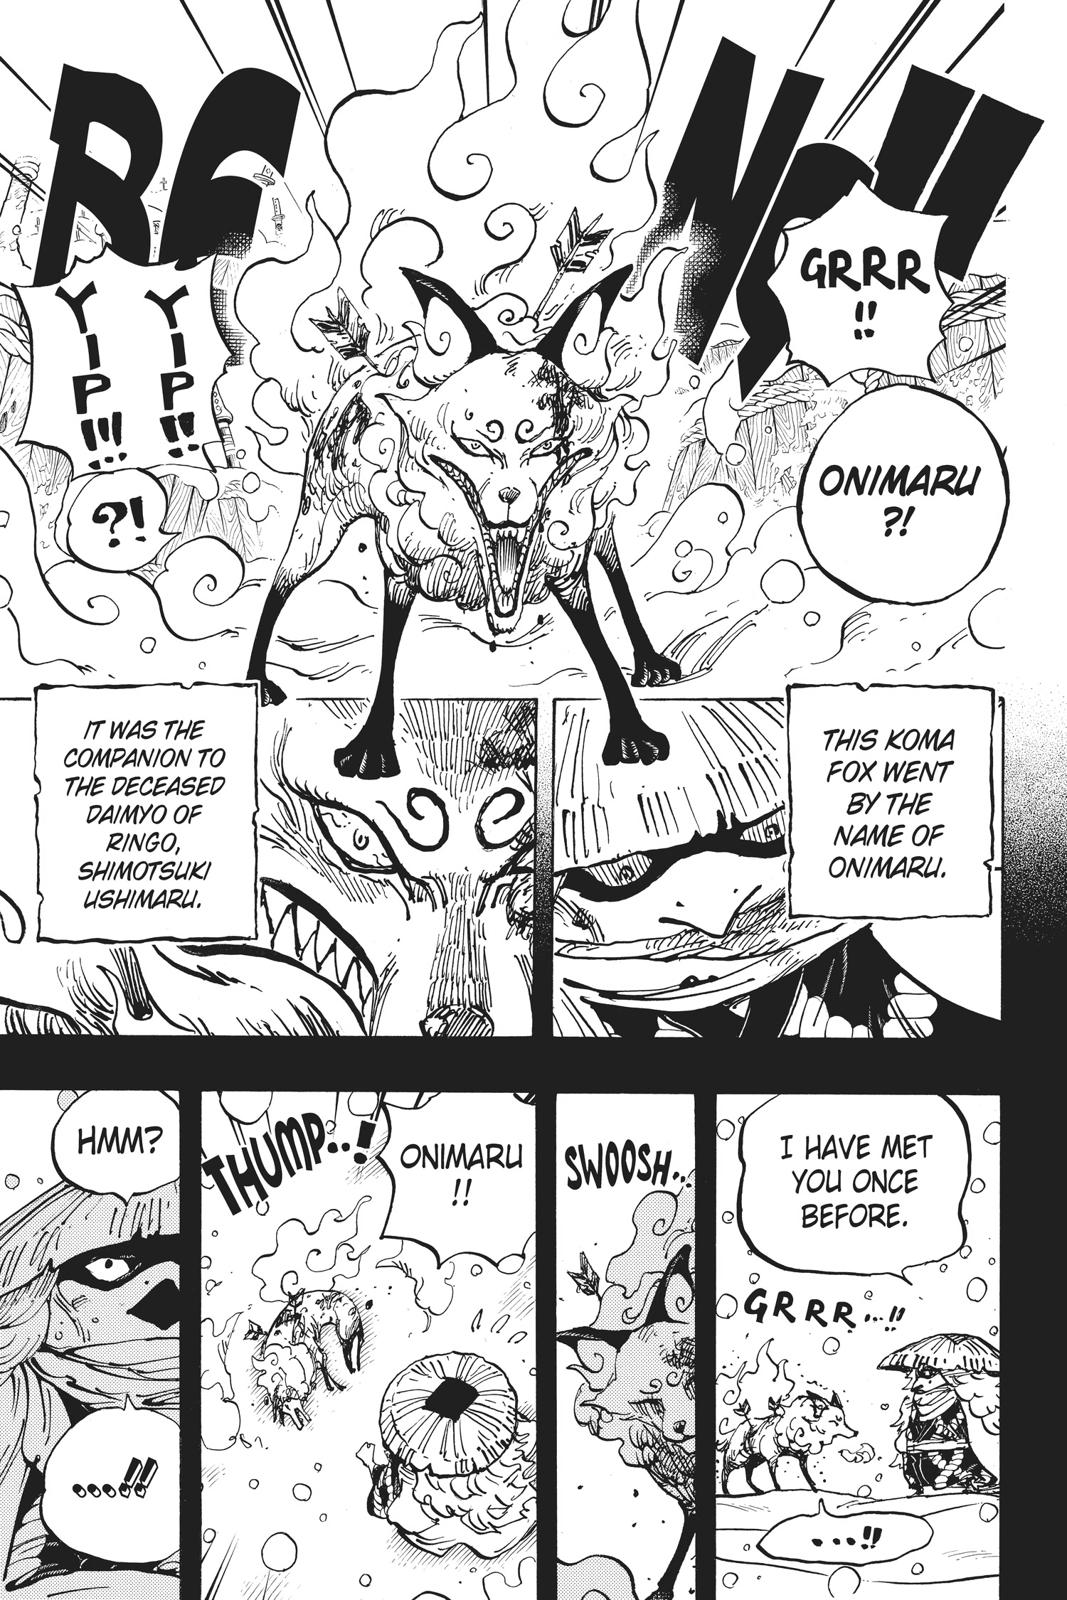 GRRR
!!
ONIMARU
?!
YIP!!
YIP!!!
?!
THIS KOMA
FOX WENT
BY THE
NAME OF
ONIMARU.
IT WAS THE
COMPANION TO
THE DECEASED
DAIMYO OF
RINGO,
SHIMOTSUKI
USHIMARU.
I HAVE MET
YOU ONCE
BEFORE.
GRRR...!!
...!!
SWOOSH...
ONIMARU
!!
THUMP...!
HMM?
....!!